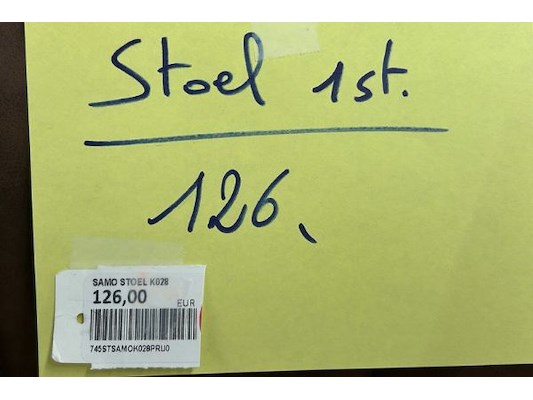 Stoel 1st.
126,
SAMO STOEL K028
126,00
EUR
745STSAMOK028PRU0